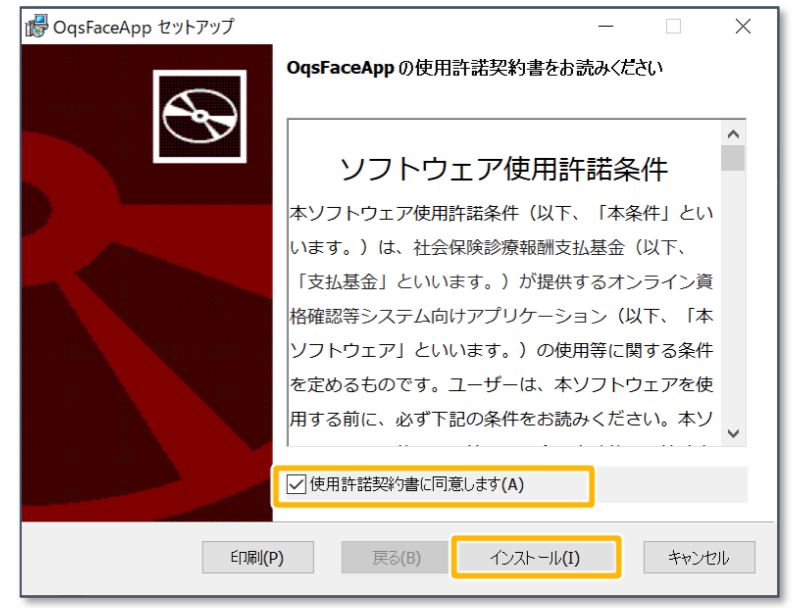 OqsFaceApp セットアップ
OqsFaceApp の使用許諾契約書をお読みください
ソフトウェア使用許諾条件
本ソフトウェア使用許諾条件（以下、「本条件」とい
います。）は、社会保険診療報酬支払基金（以下、
「支払基金」といいます。）が提供するオンライン資
格確認等システム向けアプリケーション（以下、「本
ソフトウェア」といいます。）の使用等に関する条件
を定めるものです。ユーザーは、本ソフトウェアを使
用する前に、必ず下記の条件をお読みください。本ソ
使用許諾契約書に同意します(A)
印刷(P)
戻る(B)
インストール(I)
キャンセル